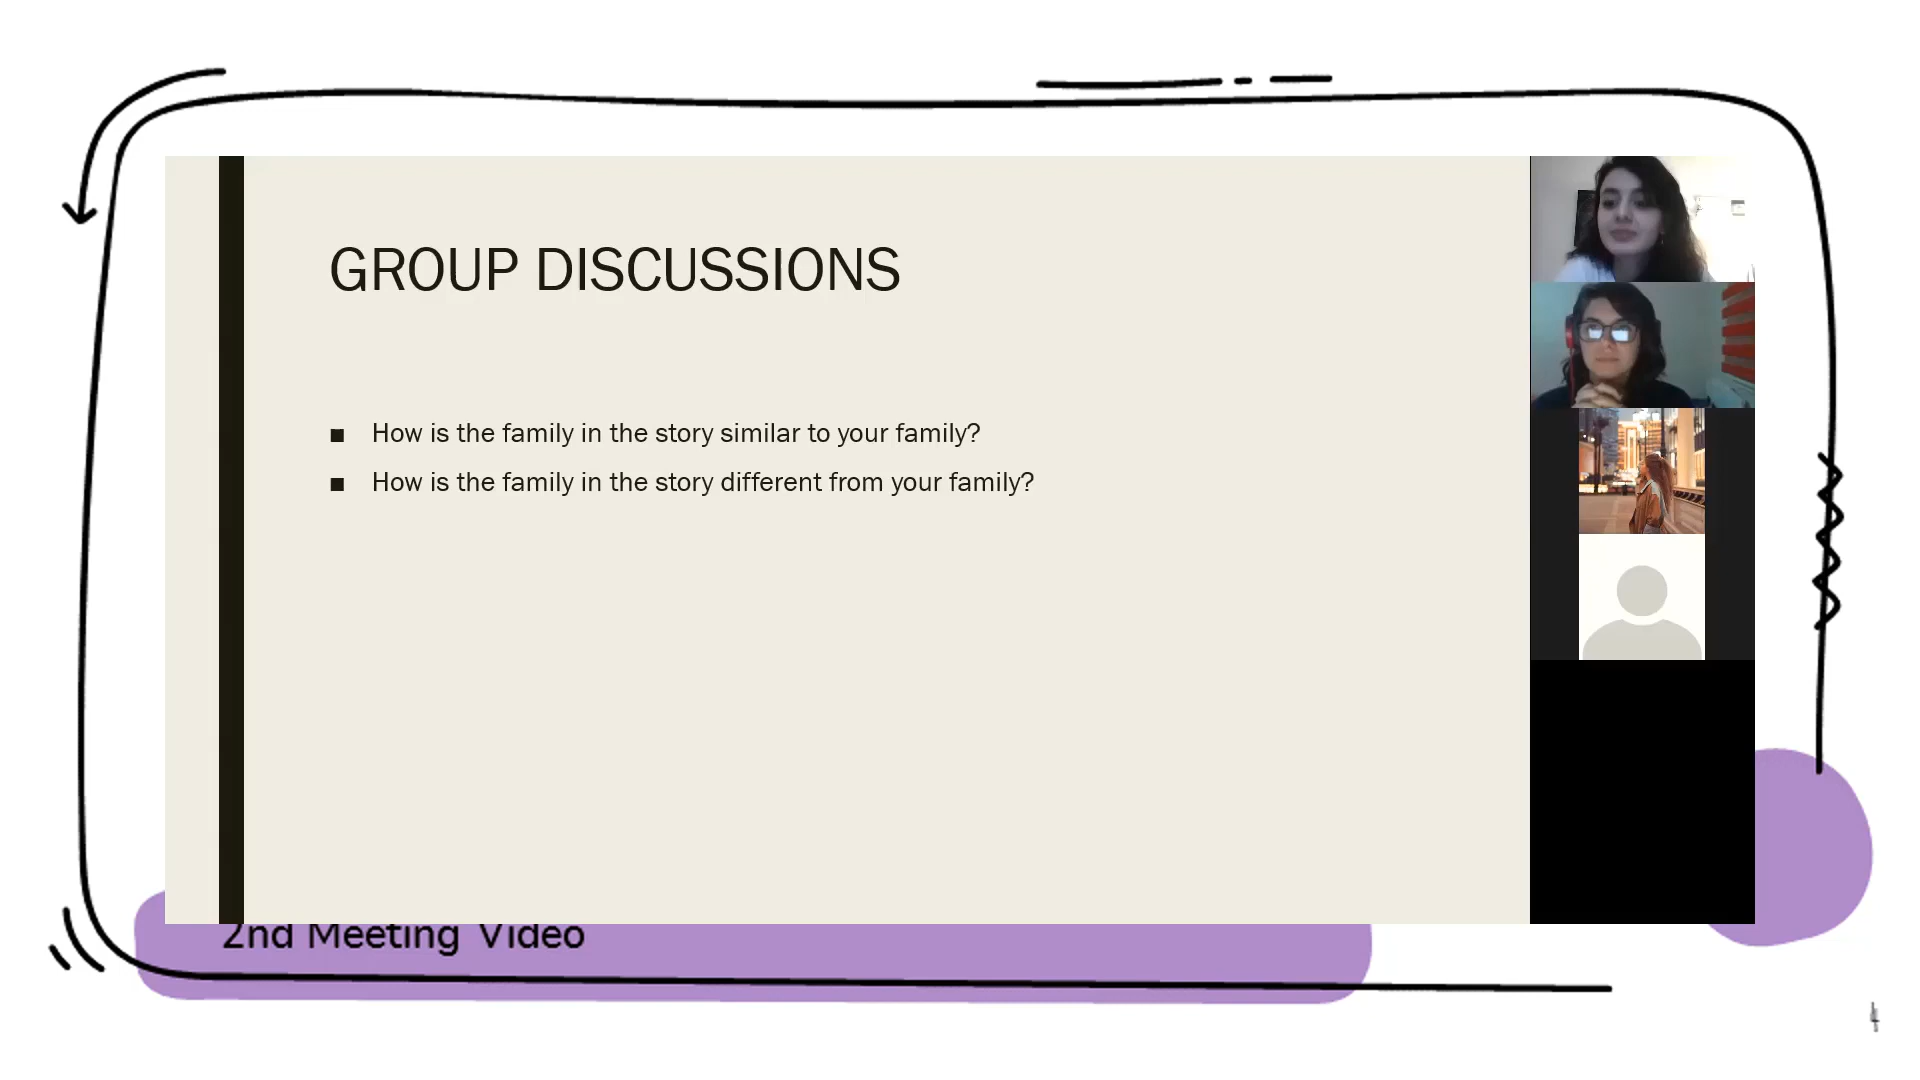 GROUP DISCUSSIONS
■ How is the family in the story similar to your family?
■ How is the family in the story different from your family?
2nd Meeting Video
4